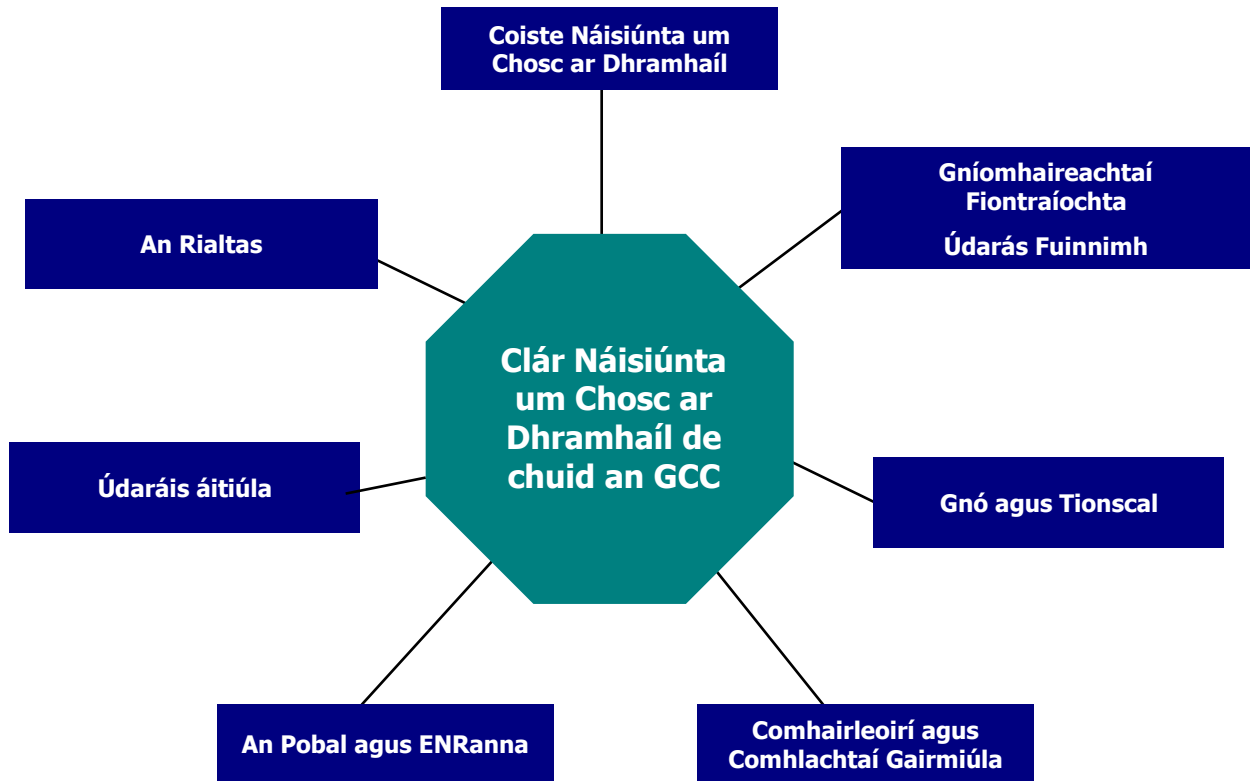 Coiste Náisiúnta um
Chosc ar Dhramhaíl
Gníomhaireachtaí
Fiontraíochta
Údarás Fuinnimh
An Rialtas
Clár Náisiúnta
um Chosc ar
Dhramhaíl de
chuid an GCC
Údaráis áitiúla
Gnó agus Tionscal
An Pobal agus ENRanna
Comhairleoirí agus
Comhlachtaí Gairmiúla